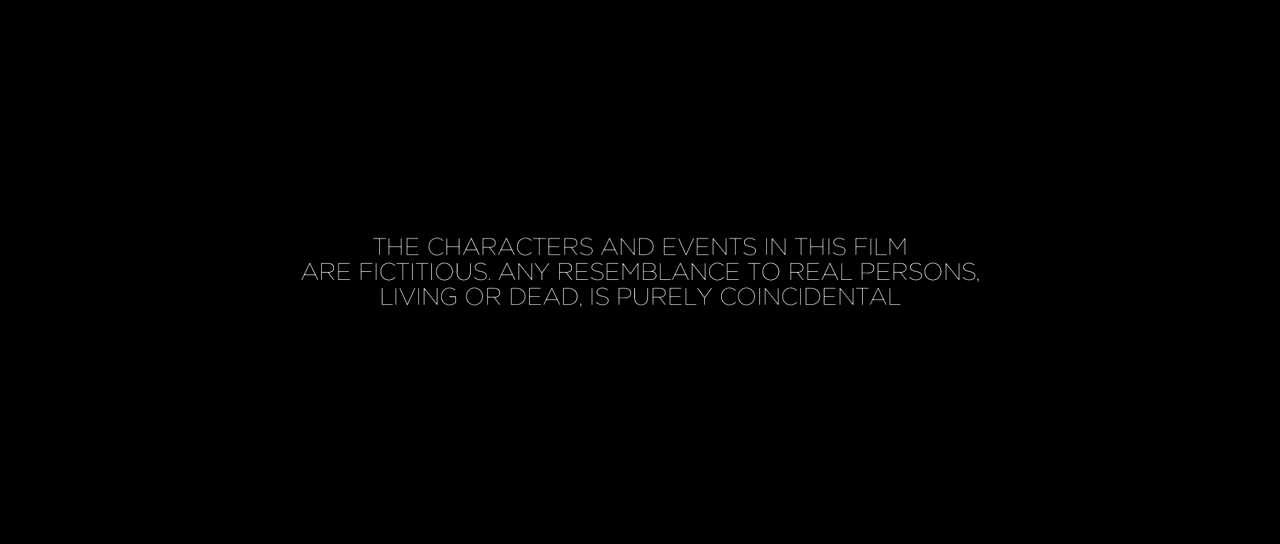 THE CHARACTERS AND EVENTS IN THIS FILM
ARE FICTITIOUS. ANY RESEMBLANCE TO REAL PERSONS,
LIVING OR DEAD, IS PURELY COINCIDENTAL